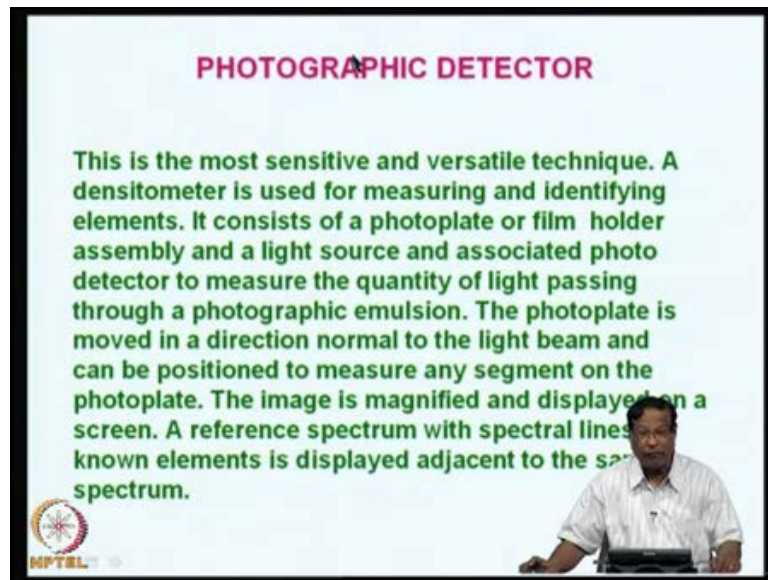 PHOTOGRAPHIC DETECTOR
This is the most sensitive and versatile technique. A
densitometer is used for measuring and identifying
elements. It consists of a photoplate or film holder
assembly and a light source and associated photo
detector to measure the quantity of light passing
through a photographic emulsion. The photoplate is
moved in a direction normal to the light beam and
can be positioned to measure any segment on the
photoplate. The image is magnified and displayed on a
screen. A reference spectrum with spectral lines
known elements is displayed adjacent to the
spectrum.
NPTEL